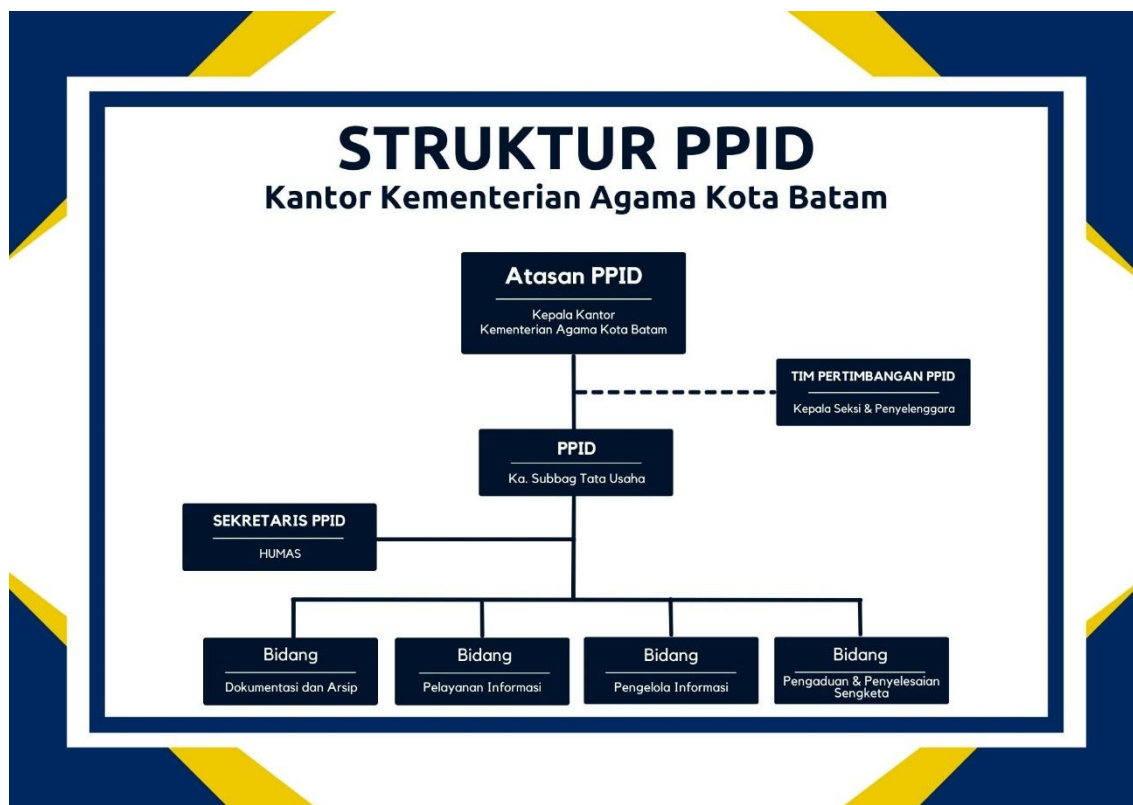 STRUKTUR PPID
Kantor Kementerian Agama Kota Batam
Atasan PPID
Kepala Kantor
Kementerian Agama Kota Batam
TIM PERTIMBANGAN PPID
Kepala Seksi & Penyelenggara
PPID
Ka. Subbag Tata Usaha
SEKRETARIS PPID
HUMAS
Bidang
Dokumentasi dan Arsip
Bidang
Pelayanan Informasi
Bidang
Pengelola Informasi
Bidang
Pengaduan & Penyelesaian
Sengketa